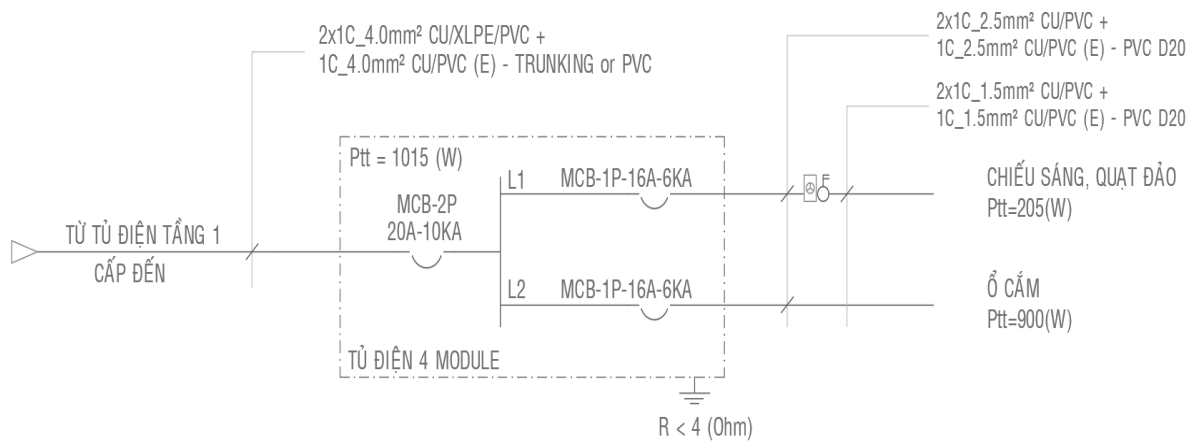 2x1C_4.0mm² CU/XLPE/PVC +
1C_4.0mm² CU/PVC (E) - TRUNKING or PVC
2x1C_2.5mm² CU/PVC +
1C_2.5mm² CU/PVC (E) - PVC D20
2x1C_1.5mm² CU/PVC +
1C_1.5mm² CU/PVC (E) - PVC D20
Ptt = 1015 (W)
MCB-2P
20A-10KA
L1
MCB-1P-16A-6KA
CHIẾU SÁNG, QUẠT ĐẢO
Ptt=205(W)
TỪ TỦ ĐIỆN TẦNG 1
CẤP ĐẾN
L2
MCB-1P-16A-6KA
Ổ CẮM
Ptt=900(W)
TỦ ĐIỆN 4 MODULE
R < 4 (Ohm)